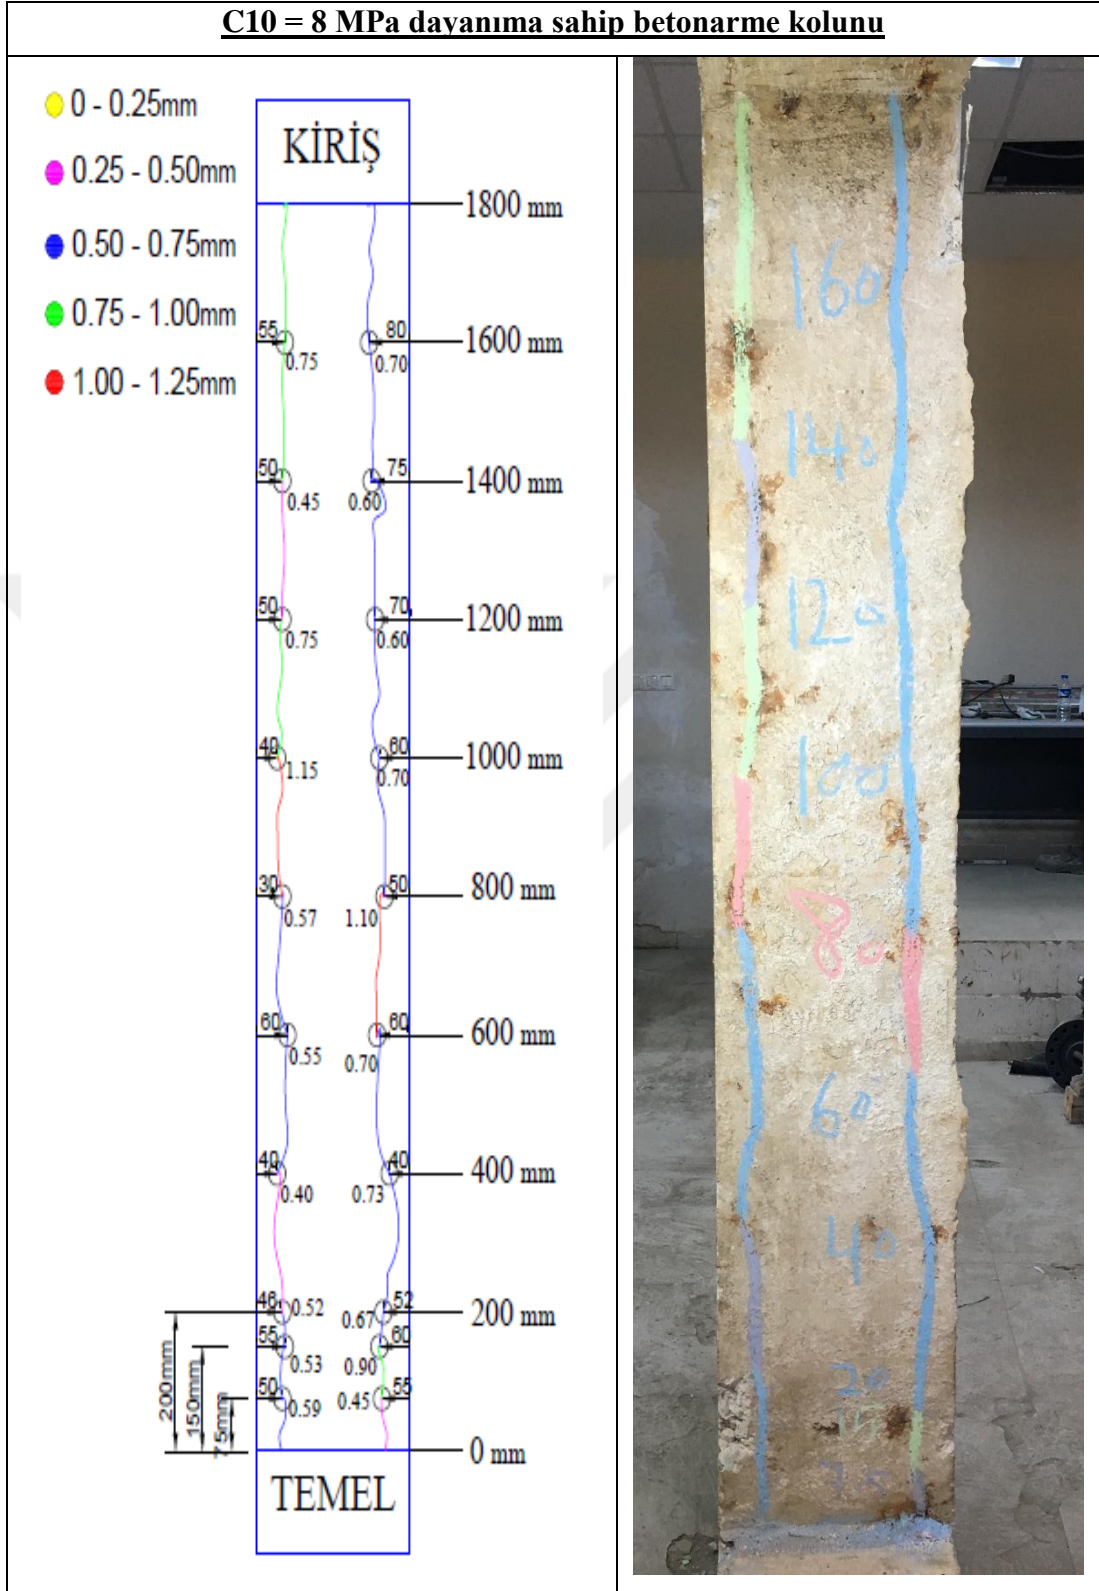 C10 = 8 MPa dayanıma sahip betonarme kolunu
0 - 0.25mm
0.25 - 0.50mm
0.50 - 0.75mm
0.75 - 1.00mm
1.00 - 1.25mm
KİRİŞ
1800 mm
55 80 1600 mm
0.75 0.70
50 75 1400 mm
0.45 0.60
50 70 1200 mm
0.75 0.60
40 60 1000 mm
1.15 0.70
30 50 800 mm
0.57 1.10
60 60 600 mm
0.55 0.70
40 40 400 mm
0.40 0.73
46 0.52 0.67 52 200 mm
55 60
0.53 0.90
50 0.45 55
0.59
200mm
150mm
75mm
0 mm
TEMEL
160
140
120
100
80
60
40
20
15
7.5